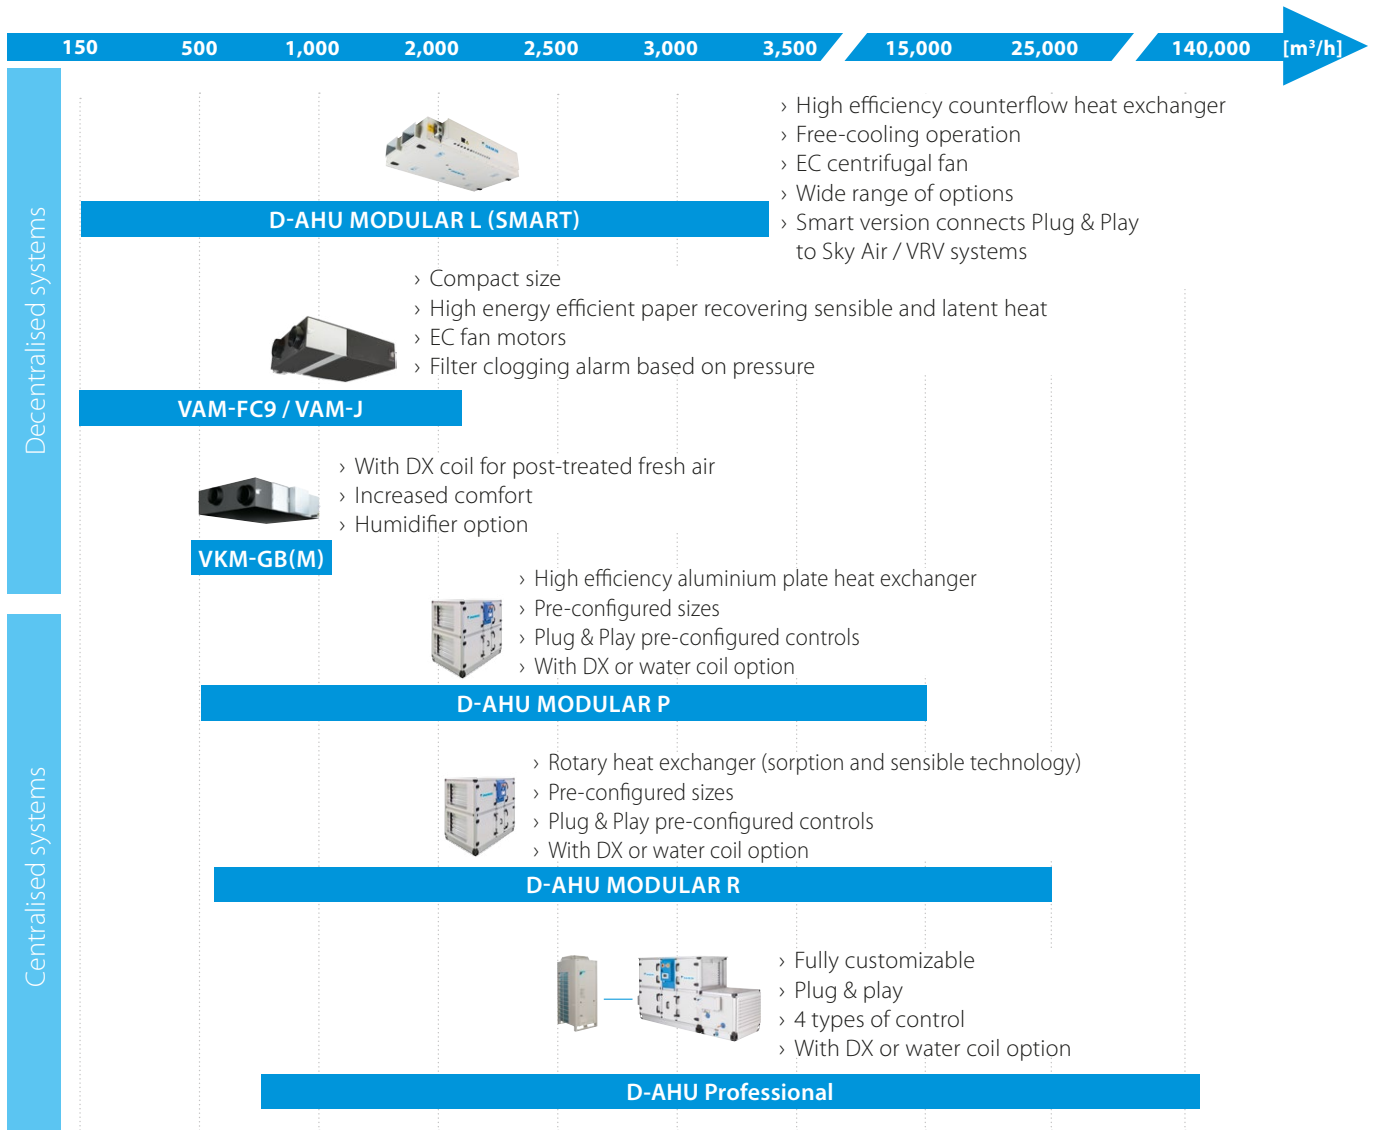 150 500 1,000 2,000 2,500 3,000 3,500 15,000 25,000 140,000 [m³/h]
Decentralised systems
› High efficiency counterflow heat exchanger
› Free-cooling operation
› EC centrifugal fan
› Wide range of options
› Smart version connects Plug & Play
to Sky Air / VRV systems
D-AHU MODULAR L (SMART)
› Compact size
› High energy efficient paper recovering sensible and latent heat
› EC fan motors
› Filter clogging alarm based on pressure
VAM-FC9 / VAM-J
› With DX coil for post-treated fresh air
› Increased comfort
› Humidifier option
VKM-GB(M)
Centralised systems
› High efficiency aluminium plate heat exchanger
› Pre-configured sizes
› Plug & Play pre-configured controls
› With DX or water coil option
D-AHU MODULAR P
› Rotary heat exchanger (sorption and sensible technology)
› Pre-configured sizes
› Plug & Play pre-configured controls
› With DX or water coil option
D-AHU MODULAR R
› Fully customizable
› Plug & play
› 4 types of control
› With DX or water coil option
D-AHU Professional